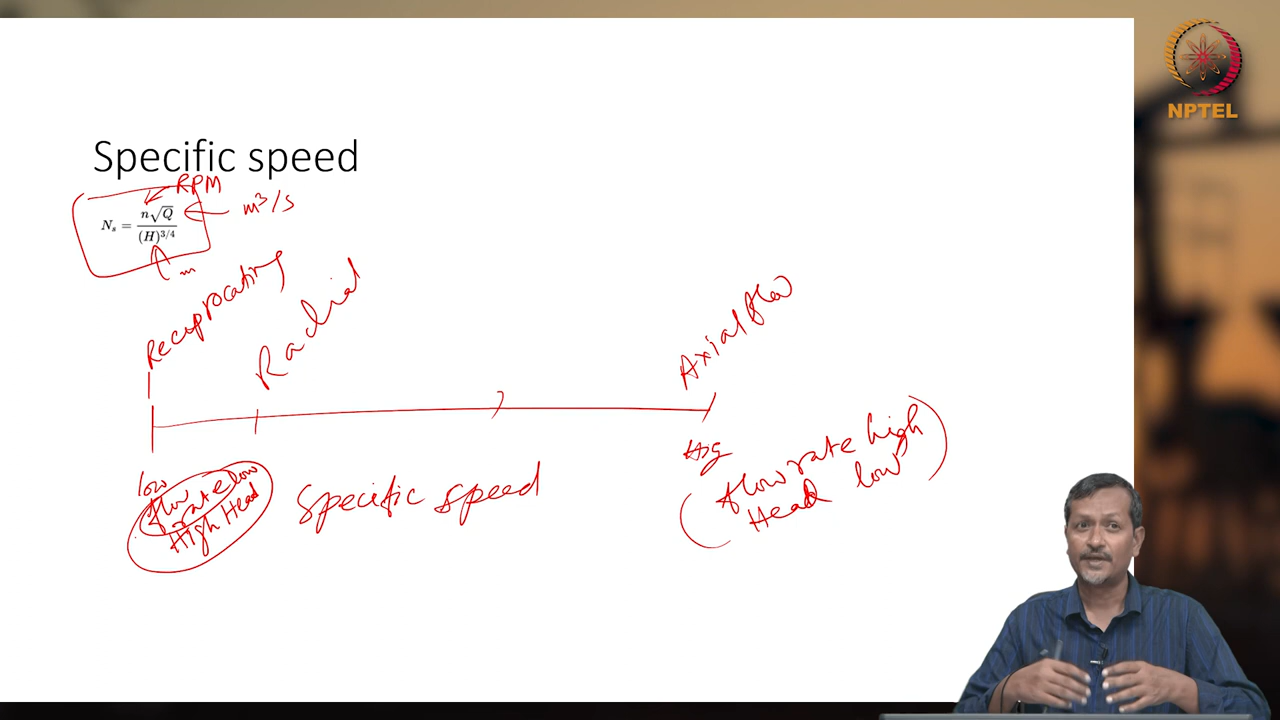 NPTEL
Specific speed
RPM
N_s = n√Q / (H)^{3/4}
m³/s
m
Reciprocating
Radial
Axial flow
low
flow
rate low
High Head
Specific speed
Hig
(flow rate high
Head low)